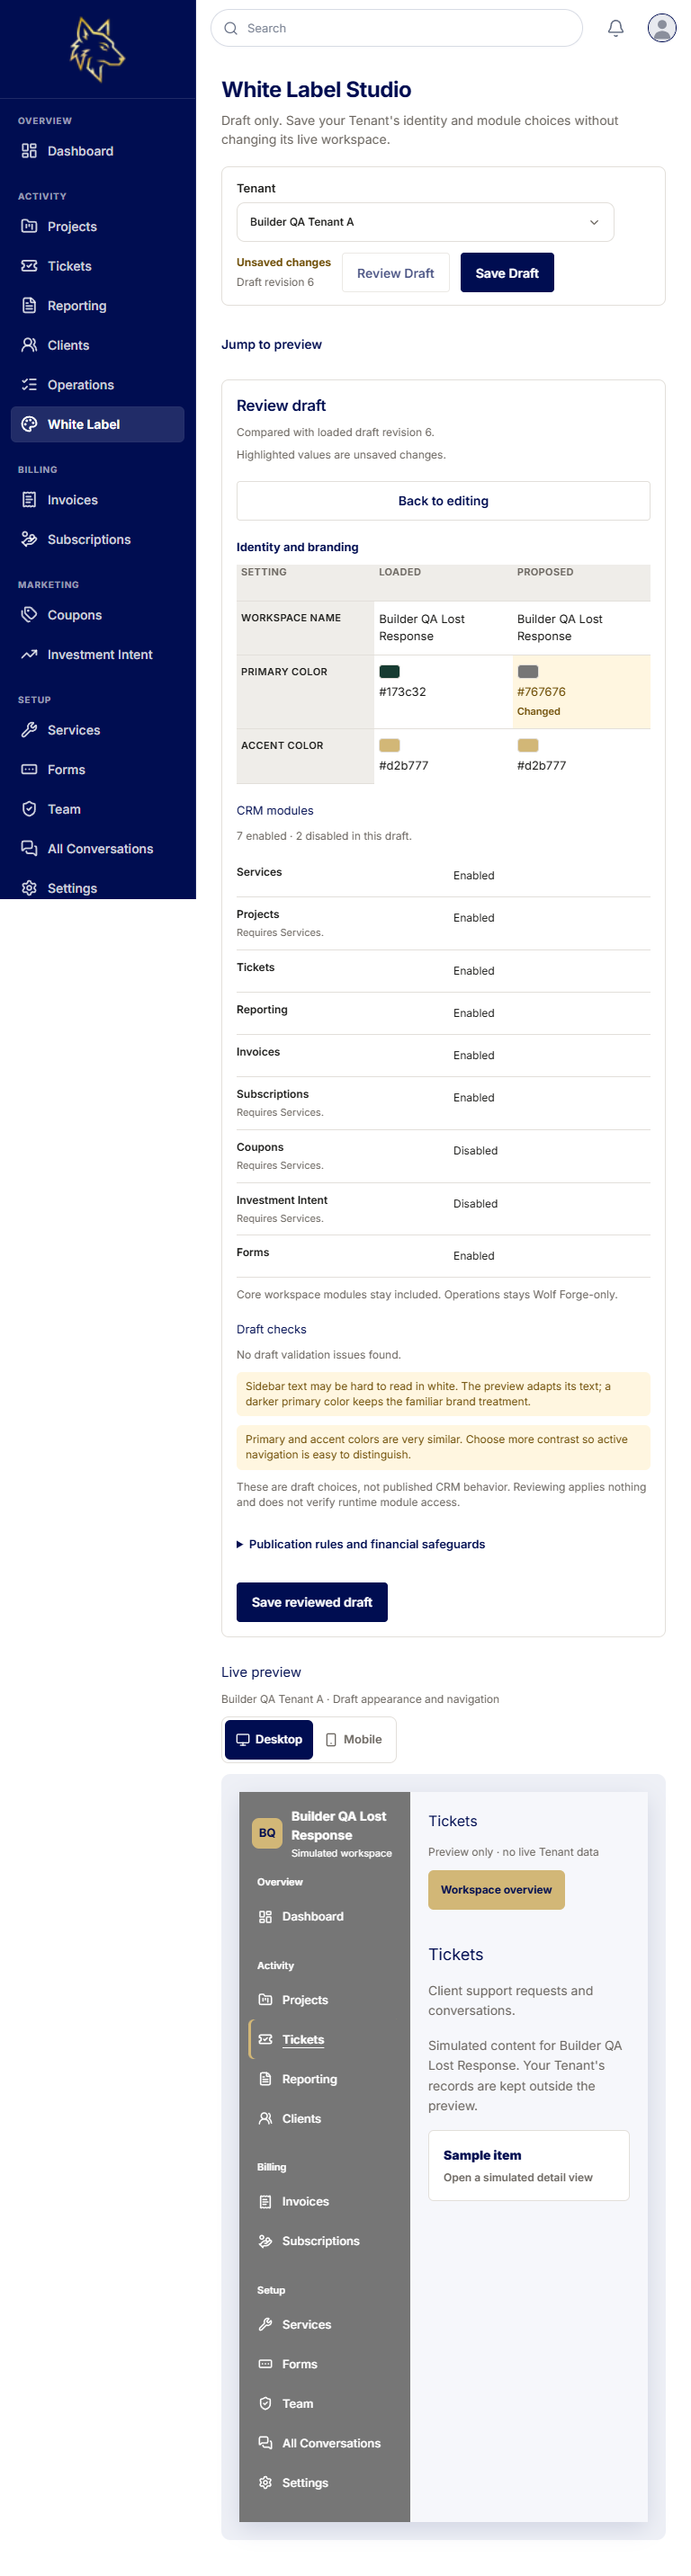 Search
OVERVIEW
Dashboard
ACTIVITY
Projects
Tickets
Reporting
Clients
Operations
White Label
BILLING
Invoices
Subscriptions
MARKETING
Coupons
Investment Intent
SETUP
Services
Forms
Team
All Conversations
Settings
White Label Studio
Draft only. Save your Tenant's identity and module choices without
changing its live workspace.
Tenant
Builder QA Tenant A
Unsaved changes
Draft revision 6
Review Draft
Save Draft
Jump to preview
Review draft
Compared with loaded draft revision 6.
Highlighted values are unsaved changes.
Back to editing
Identity and branding
SETTING LOADED PROPOSED
WORKSPACE NAME Builder QA Lost Builder QA Lost
Response Response
PRIMARY COLOR
#173c32 #767676
Changed
ACCENT COLOR
#d2b777 #d2b777
CRM modules
7 enabled · 2 disabled in this draft.
Services Enabled
Projects Enabled
Requires Services.
Tickets Enabled
Reporting Enabled
Invoices Enabled
Subscriptions Enabled
Requires Services.
Coupons Disabled
Requires Services.
Investment Intent Disabled
Requires Services.
Forms Enabled
Core workspace modules stay included. Operations stays Wolf Forge-only.
Draft checks
No draft validation issues found.
Sidebar text may be hard to read in white. The preview adapts its text; a
darker primary color keeps the familiar brand treatment.
Primary and accent colors are very similar. Choose more contrast so active
navigation is easy to distinguish.
These are draft choices, not published CRM behavior. Reviewing applies nothing
and does not verify runtime module access.
Publication rules and financial safeguards
Save reviewed draft
Live preview
Builder QA Tenant A · Draft appearance and navigation
Desktop Mobile
BQ
Builder QA Lost
Response
Simulated workspace
Overview
Dashboard
Activity
Projects
Tickets
Reporting
Clients
Billing
Invoices
Subscriptions
Setup
Services
Forms
Team
All Conversations
Settings
Tickets
Preview only · no live Tenant data
Workspace overview
Tickets
Client support requests and
conversations.
Simulated content for Builder QA
Lost Response. Your Tenant's
records are kept outside the
preview.
Sample item
Open a simulated detail view